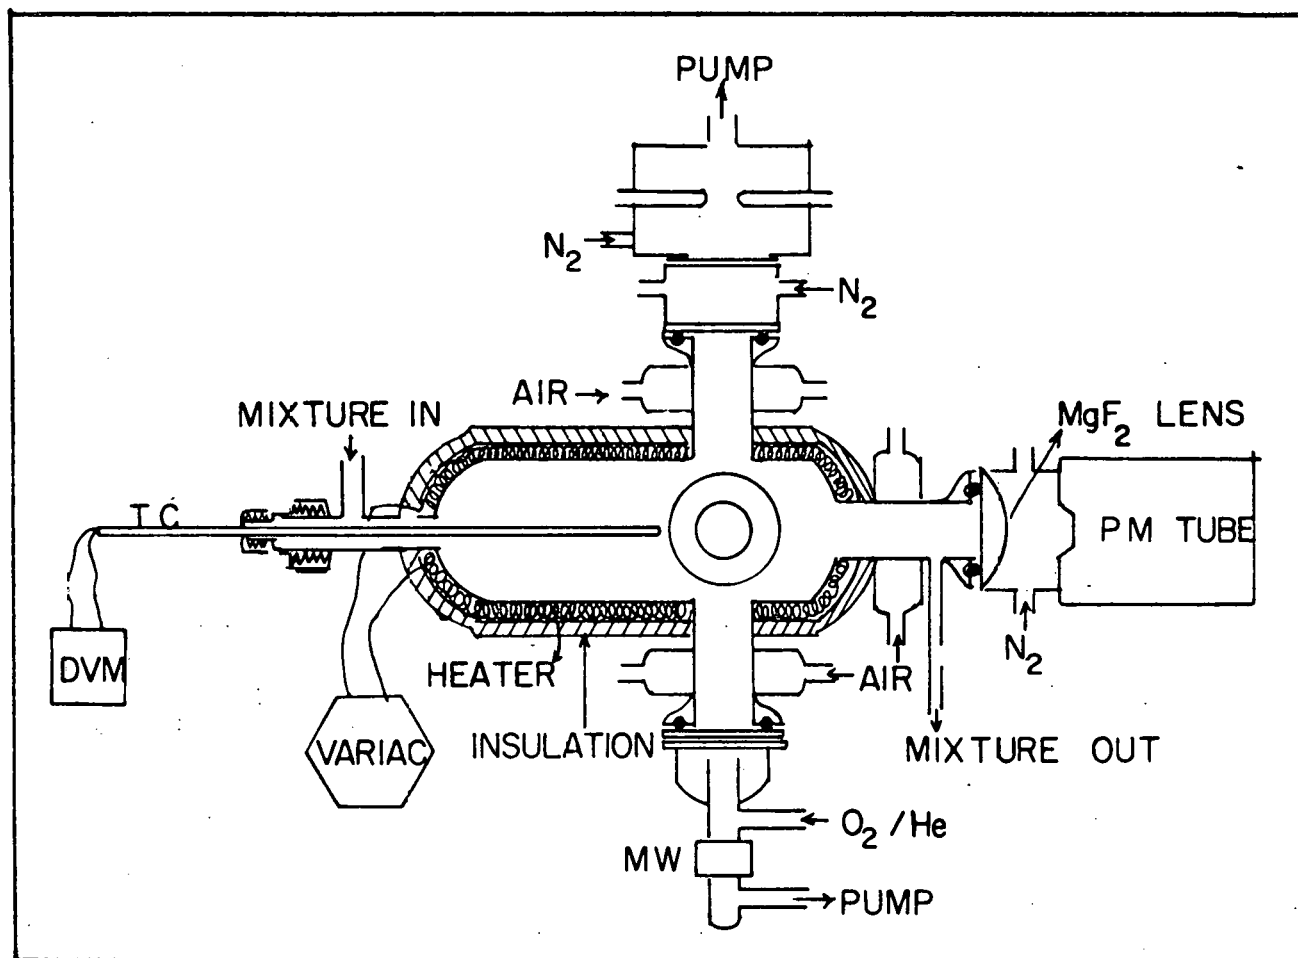 PUMP
N2
N2
AIR
MIXTURE IN
MgF2 LENS
TC
PM TUBE
DVM
HEATER
AIR
N2
VARIAC
INSULATION
MIXTURE OUT
O2/He
MW
PUMP